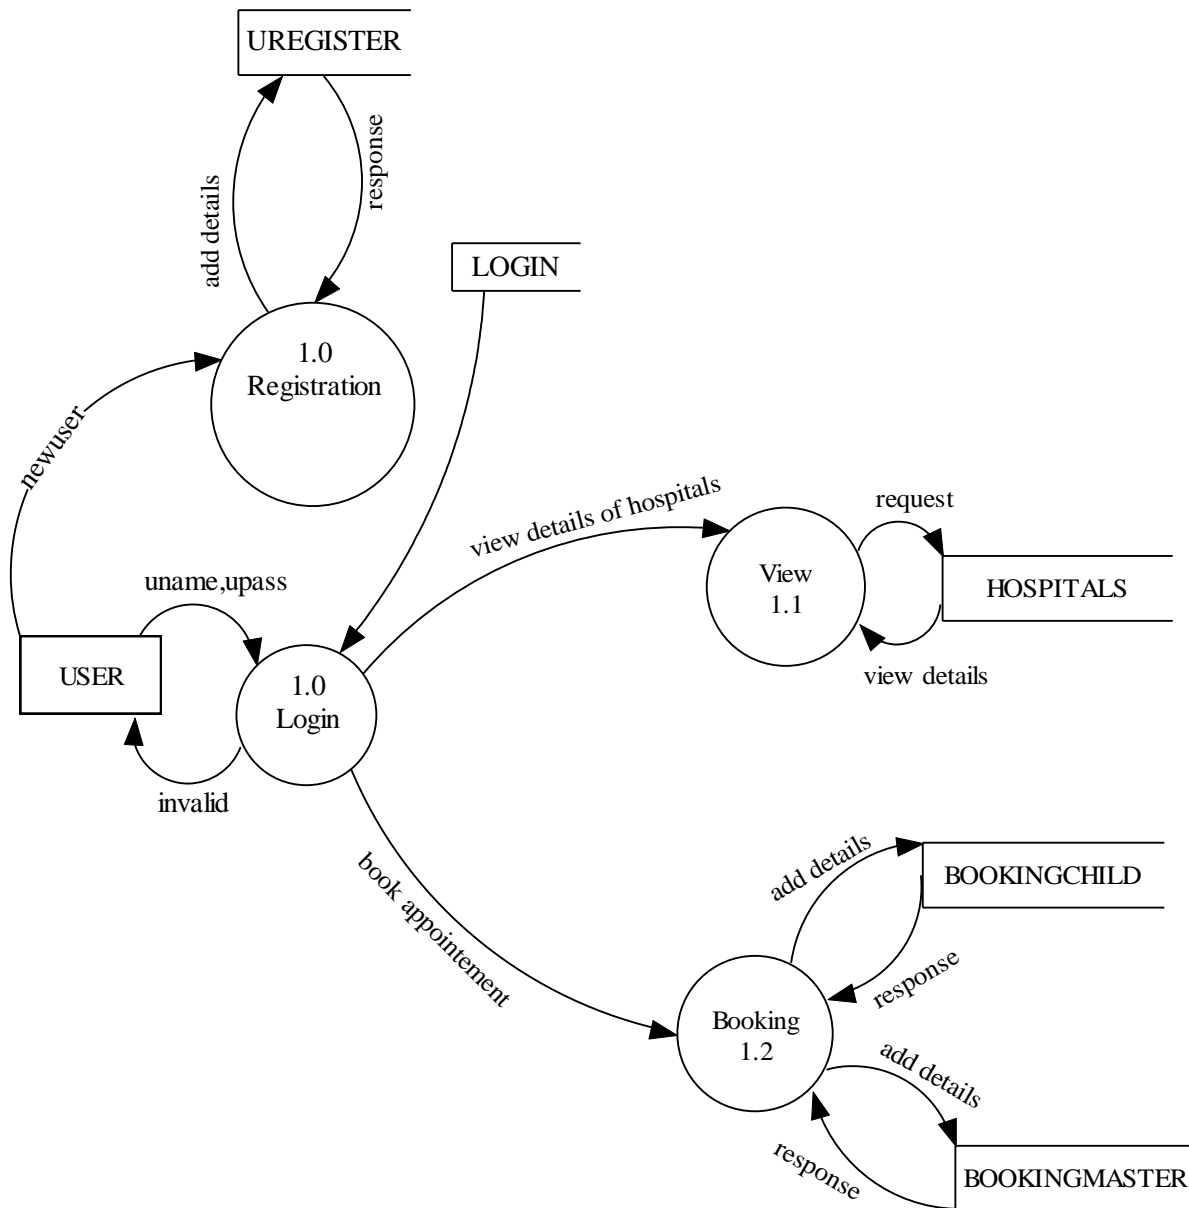 UREGISTER
add details
response
LOGIN
1.0
Registration
newuser
view details of hospitals
request
View
1.1
HOSPITALS
view details
uname,upass
USER
1.0
Login
invalid
book appointement
add details
BOOKINGCHILD
response
Booking
1.2
add details
response
BOOKINGMASTER